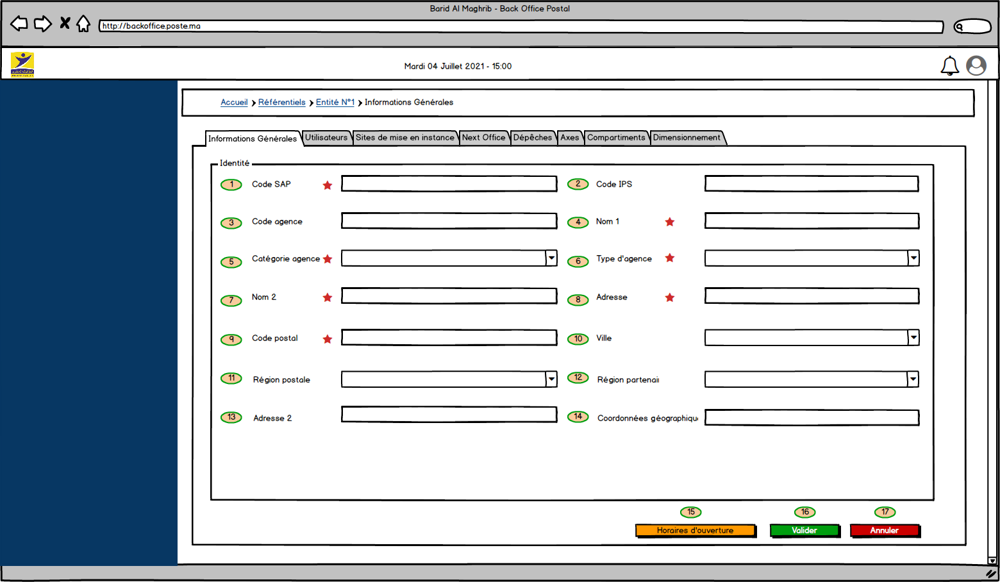 Barid Al Maghrib - Back Office Postal
http://backoffice.poste.ma
Mardi 04 Juillet 2021 - 15:00
Accueil > Référentiels > Entité N°1 > Informations Générales
Informations Générales Utilisateurs Sites de mise en instance Next Office Dépêches Axes Compartiments Dimensionnement
Identité
1 Code SAP 2 Code IPS
3 Code agence 4 Nom 1
5 Catégorie agence 6 Type d'agence
7 Nom 2 8 Adresse
9 Code postal 10 Ville
11 Région postale 12 Région partenai
13 Adresse 2 14 Coordonnées géographiqu
15 16 17
Horaires d'ouverture Valider Annuler